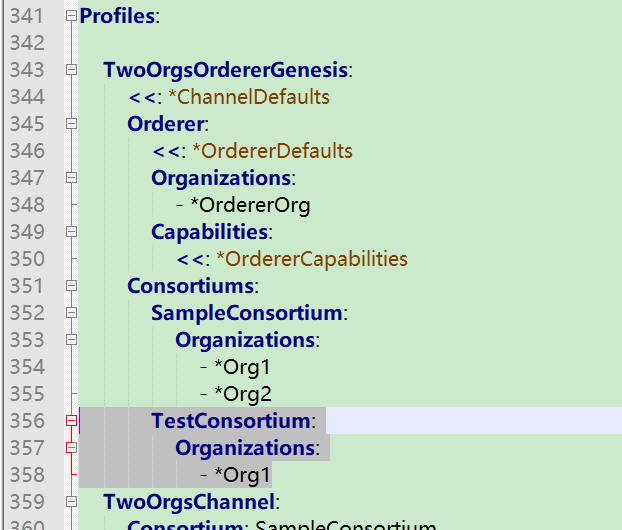 341 Profiles:
342
343 TwoOrgsOrdererGenesis:
344 <<: *ChannelDefaults
345 Orderer:
346 <<: *OrdererDefaults
347 Organizations:
348 - *OrdererOrg
349 Capabilities:
350 <<: *OrdererCapabilities
351 Consortiums:
352 SampleConsortium:
353 Organizations:
354 - *Org1
355 - *Org2
356 TestConsortium:
357 Organizations:
358 - *Org1
359 TwoOrgsChannel:
360 Consortium: SampleConsortium